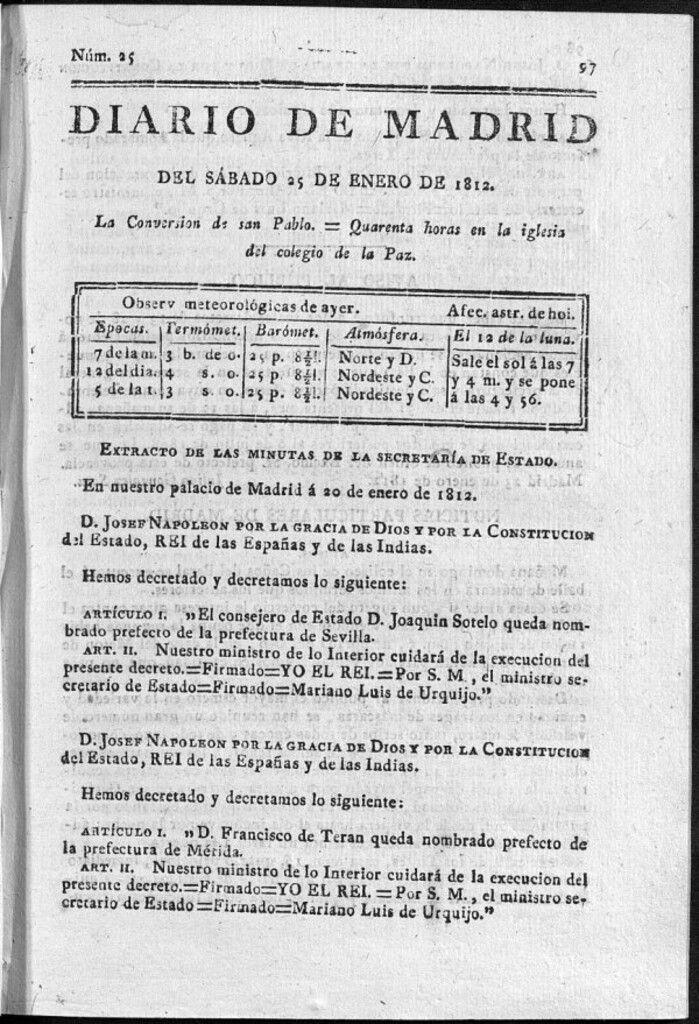 Núm. 25
97
DIARIO DE MADRID
DEL SÁBADO 25 DE ENERO DE 1812.
La Conversion de san Pablo. = Quarenta horas en la iglesia
del colegio de la Paz.
Observ meteorológicas de ayer. Afec. astr. de hoi.
Epocas. Termómet. Barómet. Atmósfera. El 12 de la luna.
7 de la m. 3 b. de 0. 25 p. 8½l. Norte y D. Sale el sol á las 7
12 del dia. 4 s. 0. 25 p. 8½l. Nordeste y C. y 4 m. y se pone
5 de la t. 3 s. 0. 25 p. 8½l. Nordeste y C. á las 4 y 56.
EXTRACTO DE LAS MINUTAS DE LA SECRETARÍA DE ESTADO.
En nuestro palacio de Madrid á 20 de enero de 1812.
D. JOSEF NAPOLEON POR LA GRACIA DE DIOS Y POR LA CONSTITUCION
del Estado, REI de las Españas y de las Indias.
Hemos decretado y decretamos lo siguiente:
ARTÍCULO I. „El consejero de Estado D. Joaquin Sotelo queda nom-
brado prefecto de la prefectura de Sevilla.
ART. II. Nuestro ministro de lo Interior cuidará de la execucion del
presente decreto.=Firmado=YO EL REI.=Por S. M., el ministro se-
cretario de Estado=Firmado=Mariano Luis de Urquijo.”
D. JOSEF NAPOLEON POR LA GRACIA DE DIOS Y POR LA CONSTITUCION
del Estado, REI de las Españas y de las Indias.
Hemos decretado y decretamos lo siguiente:
ARTÍCULO I. „D. Francisco de Teran queda nombrado prefecto de
la prefectura de Mérida.
ART. II. Nuestro ministro de lo Interior cuidará de la execucion del
presente decreto.=Firmado=YO EL REI. = Por S. M., el ministro se-
cretario de Estado=Firmado=Mariano Luis de Urquijo.”